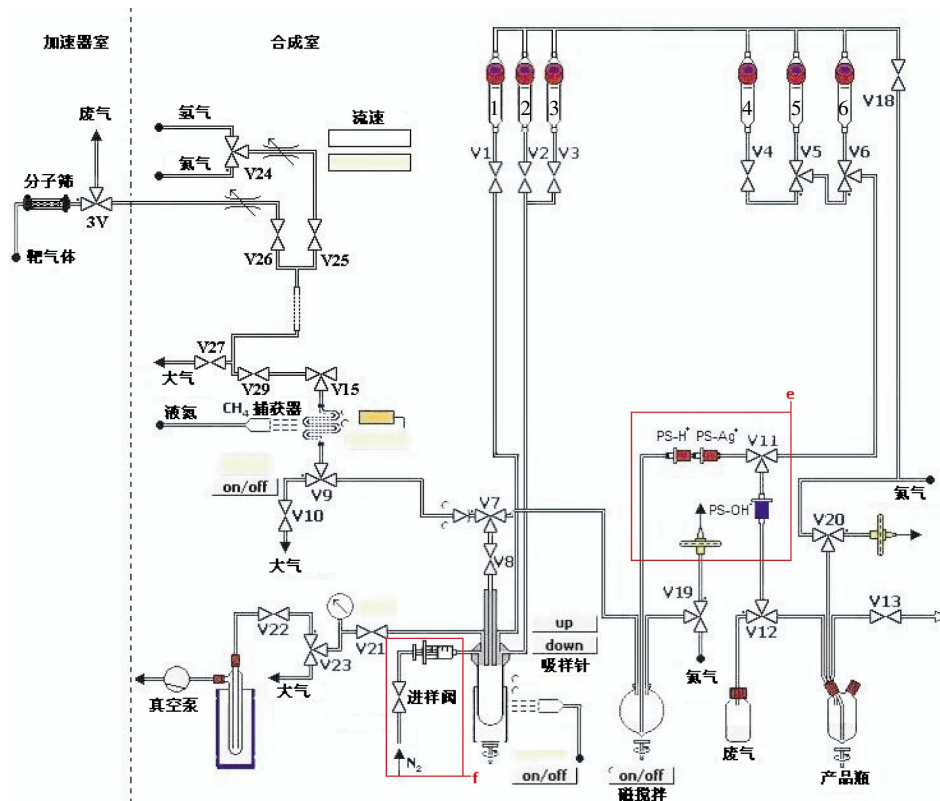 加速器室
合成室
废气
氢气
氦气
V24
流速
分子筛
3V
靶气体
V26
V25
V27
大气
V29
V15
液氮
CH₄ 捕获器
on/off
V9
V10
大气
V7
V8
V22
V23
V21
大气
真空泵
进样阀
N₂
f
up
down
吸样针
on/off
1
2
3
4
5
6
V1
V2
V3
V4
V5
V6
V18
e
PS-H⁺
PS-Ag⁺
V11
PS-OH⁻
氦气
V20
V19
V12
V13
氦气
废气
产品瓶
on/off
磁搅拌